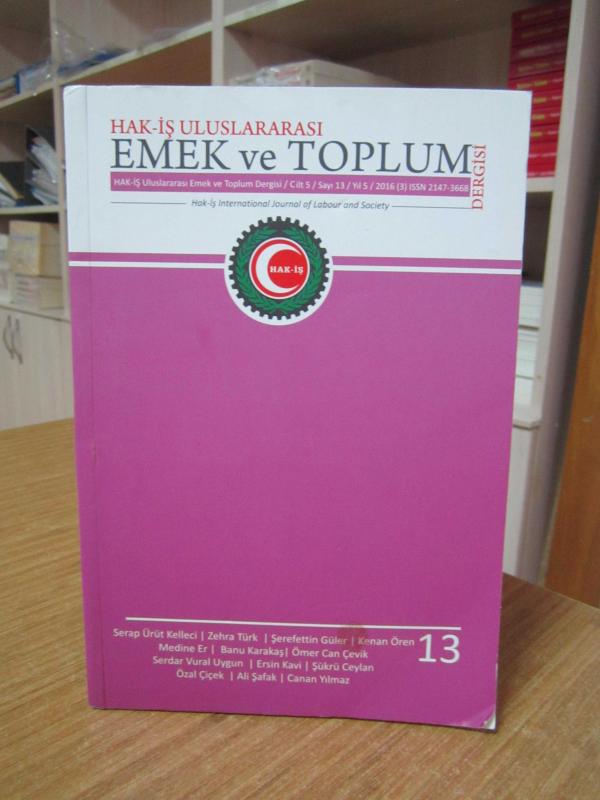 HAK-İŞ ULUSLARARASI
EMEK ve TOPLUM
DERGİSİ
HAK-İŞ Uluslararası Emek ve Toplum Dergisi / Cilt 5 / Sayı 13 / Yıl 5 / 2016 (3) ISSN 2147-3668
Hak-İş International Journal of Labour and Society
HAK-İŞ
Serap Ürüt Kelleci | Zehra Türk | Şerefettin Güler | Kenan Ören
Medine Er | Banu Karakaş| Ömer Can Çevik
Serdar Vural Uygun | Ersin Kavi | Şükrü Ceylan
Özal Çiçek | Ali Şafak | Canan Yılmaz
13